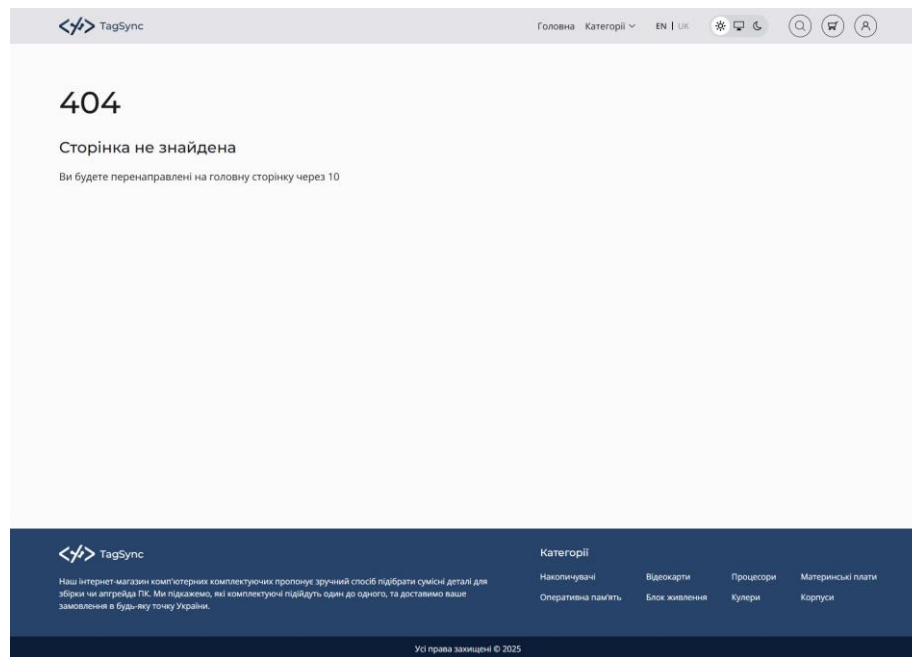 TagSync
Головна Категорії EN | UK
404
Сторінка не знайдена
Ви будете перенаправлені на головну сторінку через 10
TagSync
Наш інтернет-магазин комп'ютерних комплектуючих пропонує зручний спосіб підібрати сумісні деталі для
збірки чи апгрейда ПК. Ми підкажемо, які комплектуючі підійдуть один до одного, та доставимо ваше
замовлення в будь-яку точку України.
Категорії
Накопичувачі Відеокарти Процесори Материнські плати
Оперативна пам'ять Блок живлення Кулери Корпуси
Усі права захищені © 2025